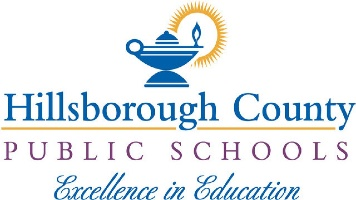 Hillsborough County
PUBLIC SCHOOLS
Excellence in Education